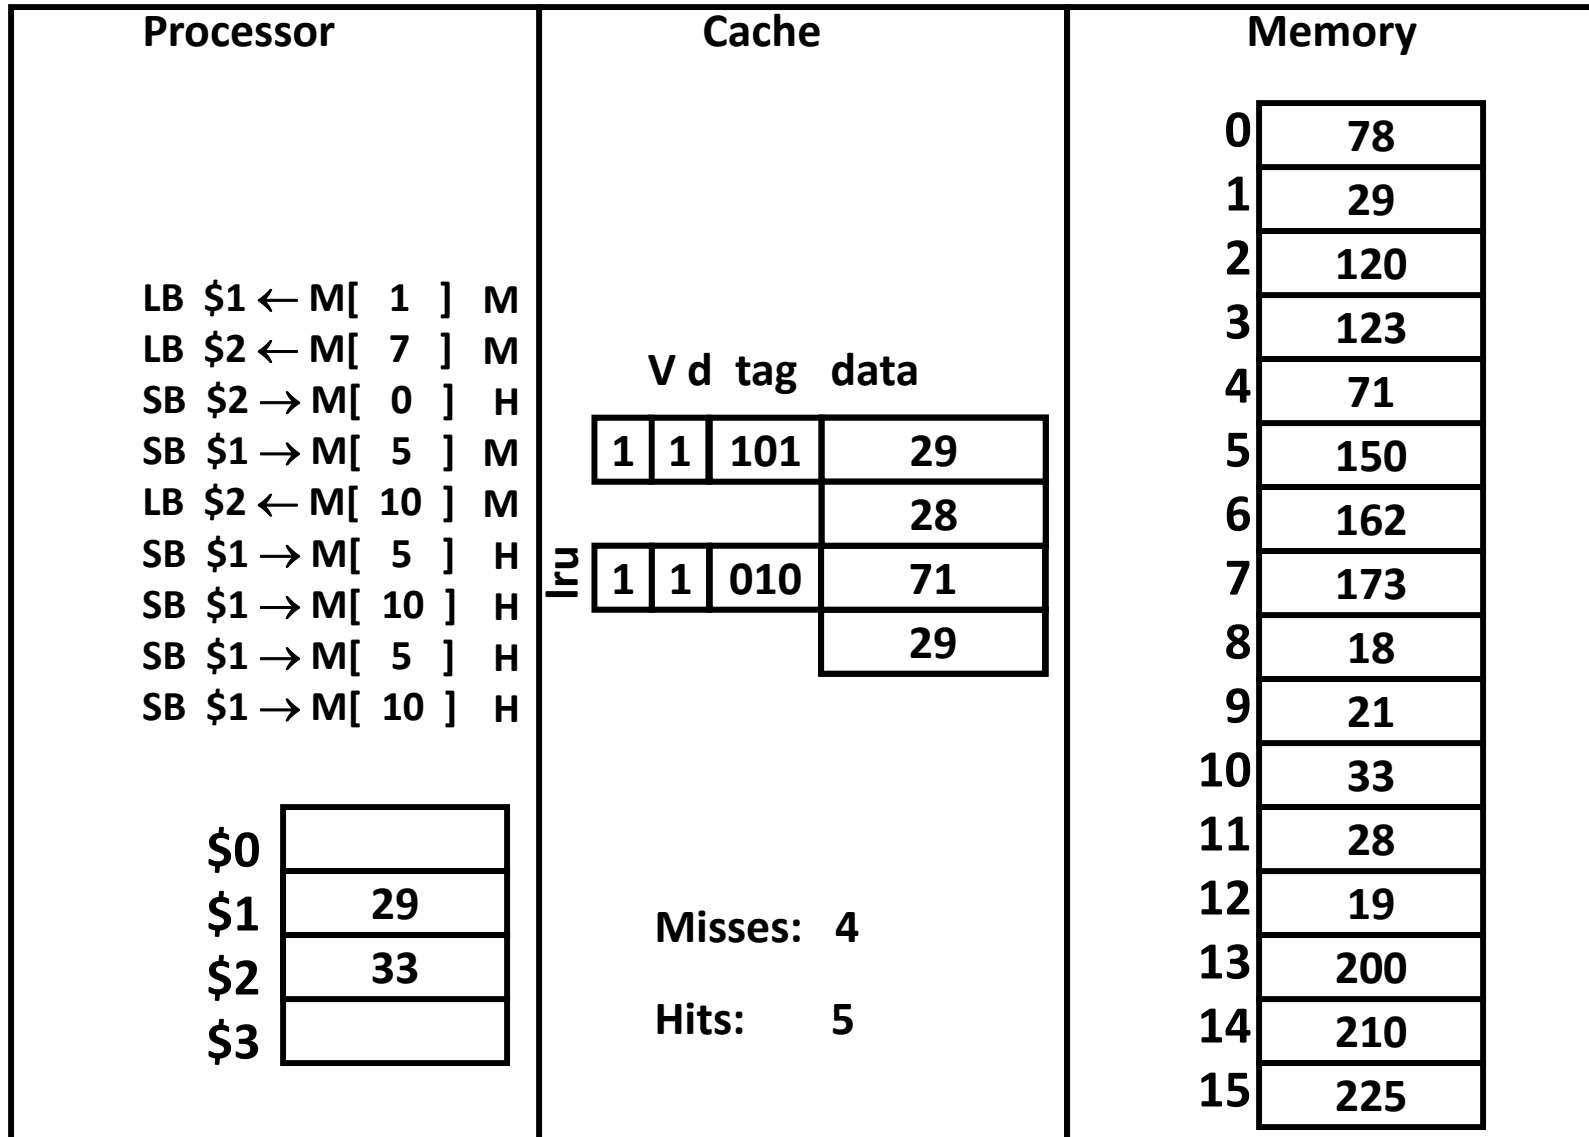 Processor
LB $1 ← M[ 1 ] M
LB $2 ← M[ 7 ] M
SB $2 → M[ 0 ] H
SB $1 → M[ 5 ] M
LB $2 ← M[ 10 ] M
SB $1 → M[ 5 ] H
SB $1 → M[ 10 ] H
SB $1 → M[ 5 ] H
SB $1 → M[ 10 ] H
$0
$1 29
$2 33
$3
Cache
V d tag data
1 1 101 29
28
lru 1 1 010 71
29
Misses: 4
Hits: 5
Memory
0 78
1 29
2 120
3 123
4 71
5 150
6 162
7 173
8 18
9 21
10 33
11 28
12 19
13 200
14 210
15 225